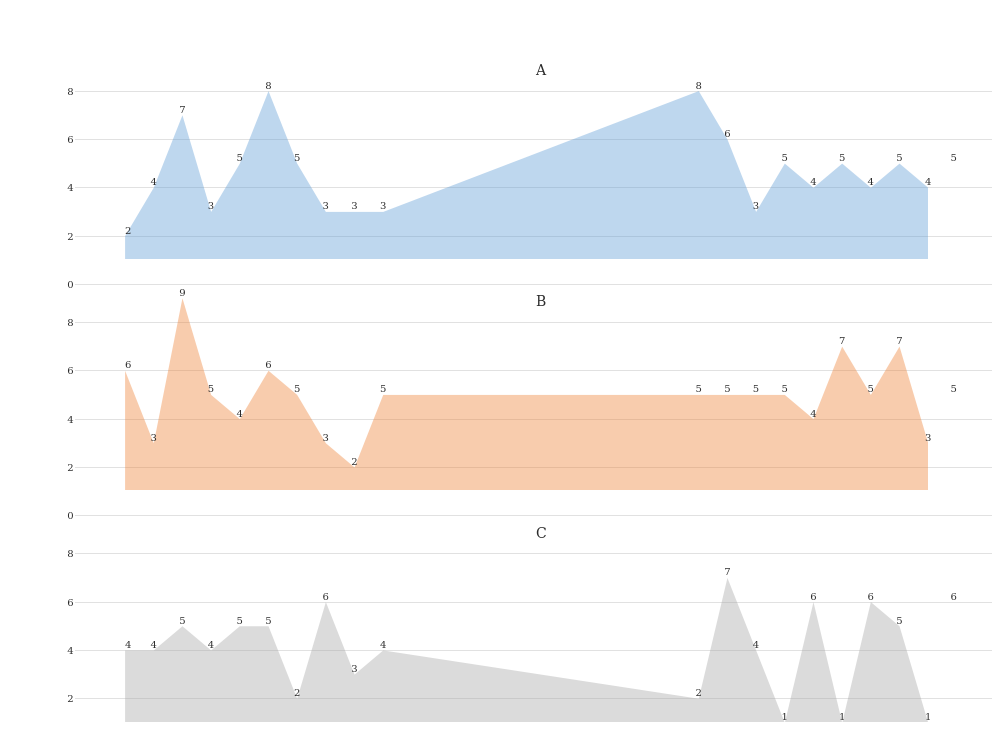 A
8 8 8
7
6 6
5 5 5 5 5 5
4 4 4 4 4
3 3 3 3 3
2 2
0
9
B
8
6 6 6
7 7
5 5 5 5 5 5 5 5 5
4 4 4
3 3 3
2 2
0
C
8
7
6 6 6 6 6
5 5 5 5
4 4 4 4 4 4
3
2 2 2
1 1 1